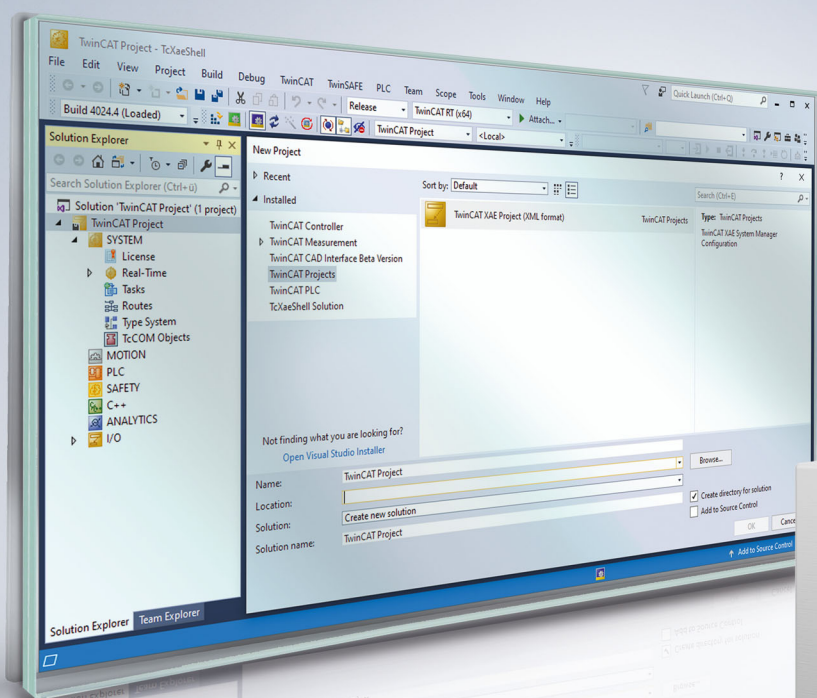 TwinCAT Project - TcXaeShell
File Edit View Project Build Debug TwinCAT TwinSAFE PLC Team Scope Tools Window Help
Quick Launch (Ctrl+Q)
Release
TwinCAT RT (x64)
Attach...
Build 4024.4 (Loaded)
TwinCAT Project
<Local>
Solution Explorer
Search Solution Explorer (Ctrl+ü)
Solution 'TwinCAT Project' (1 project)
TwinCAT Project
SYSTEM
License
Real-Time
Tasks
Routes
Type System
TcCOM Objects
MOTION
PLC
SAFETY
C++
ANALYTICS
I/O
Solution Explorer Team Explorer
New Project
? X
Recent
Installed
TwinCAT Controller
TwinCAT Measurement
TwinCAT CAD Interface Beta Version
TwinCAT Projects
TwinCAT PLC
TcXaeShell Solution
Not finding what you are looking for?
Open Visual Studio Installer
Sort by: Default
TwinCAT XAE Project (XML format) TwinCAT Projects
Search (Ctrl+E)
Type: TwinCAT Projects
TwinCAT XAE System Manager
Configuration
Name: TwinCAT Project
Location:
Browse...
Solution: Create new solution
Solution name: TwinCAT Project
Create directory for solution
Add to Source Control
OK Cance
Add to Source Control